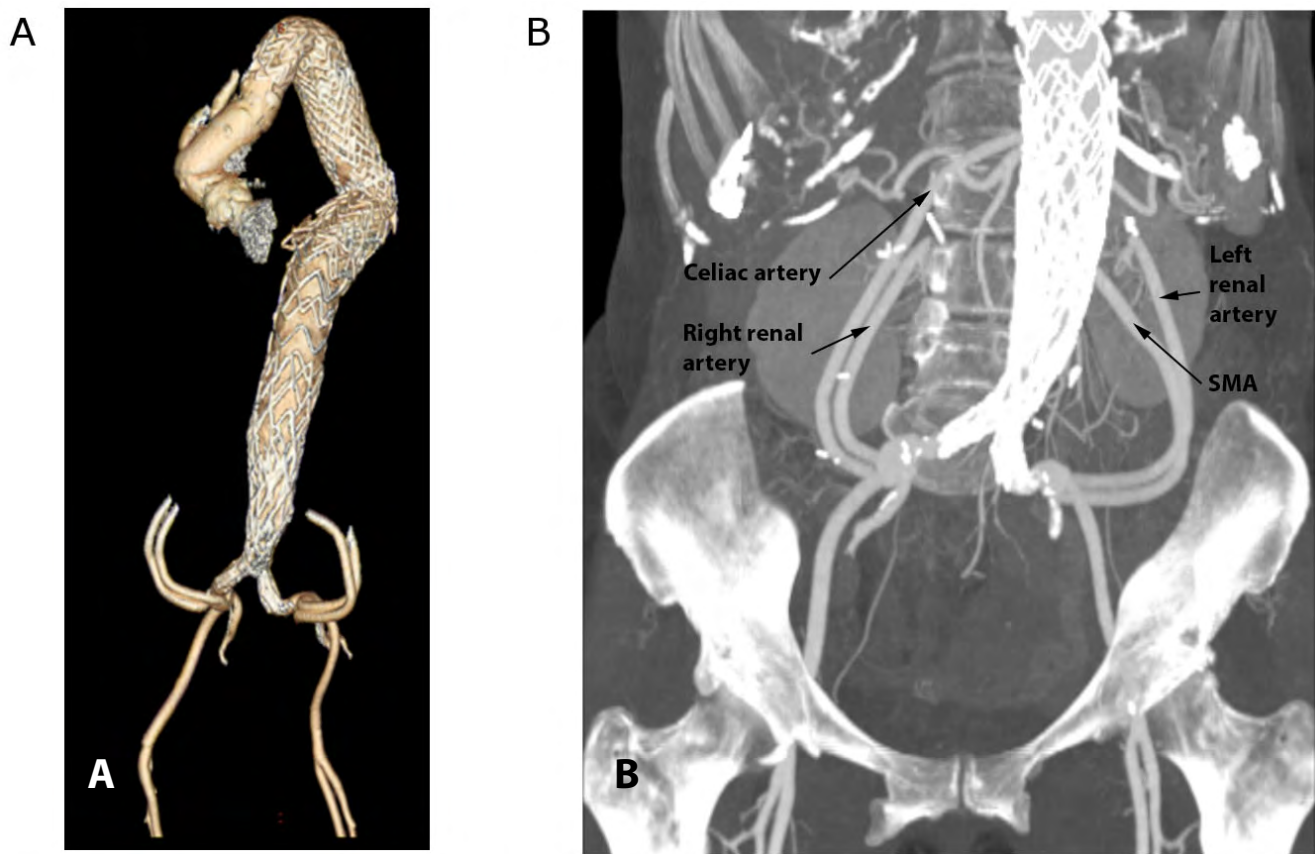 A
B
Celiac artery
Right renal
artery
Left
renal
artery
SMA
A
B